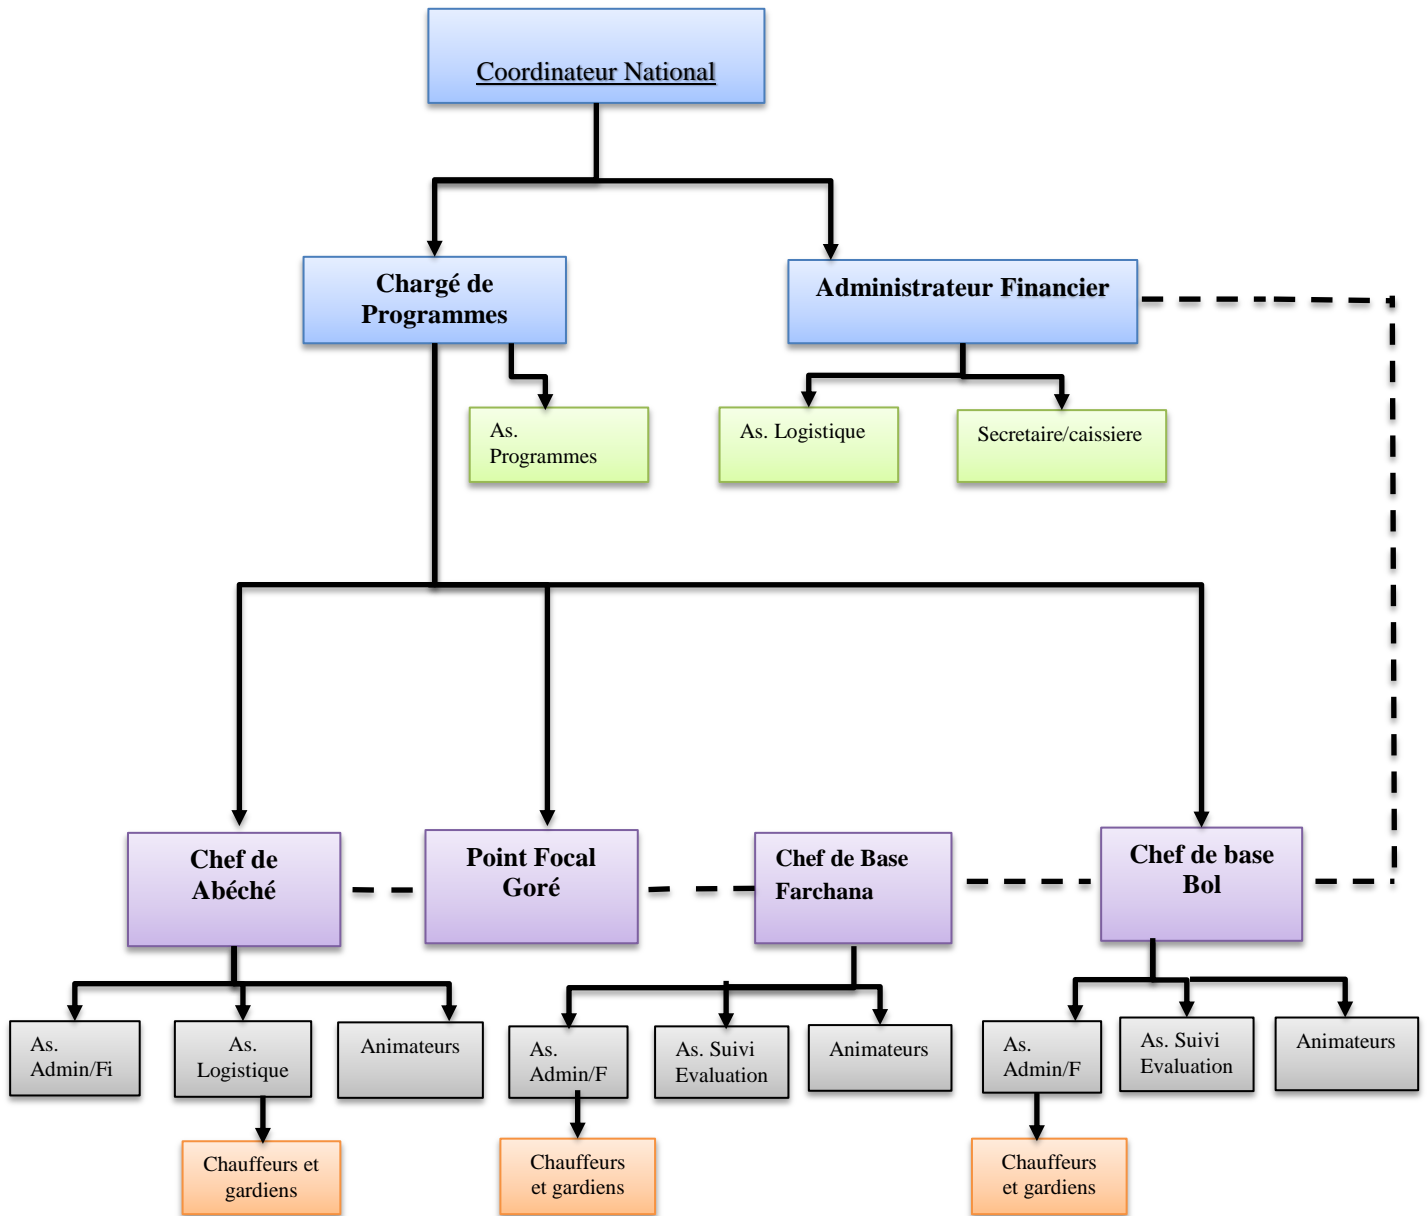 Coordinateur National
Chargé de
Programmes
Administrateur Financier
As.
Programmes
As. Logistique
Secretaire/caissiere
Chef de
Abéché
Point Focal
Goré
Chef de Base
Farchana
Chef de base
Bol
As.
Admin/Fi
As.
Logistique
Animateurs
As.
Admin/F
As. Suivi
Evaluation
Animateurs
As.
Admin/F
As. Suivi
Evaluation
Animateurs
Chauffeurs et
gardiens
Chauffeurs
et gardiens
Chauffeurs
et gardiens